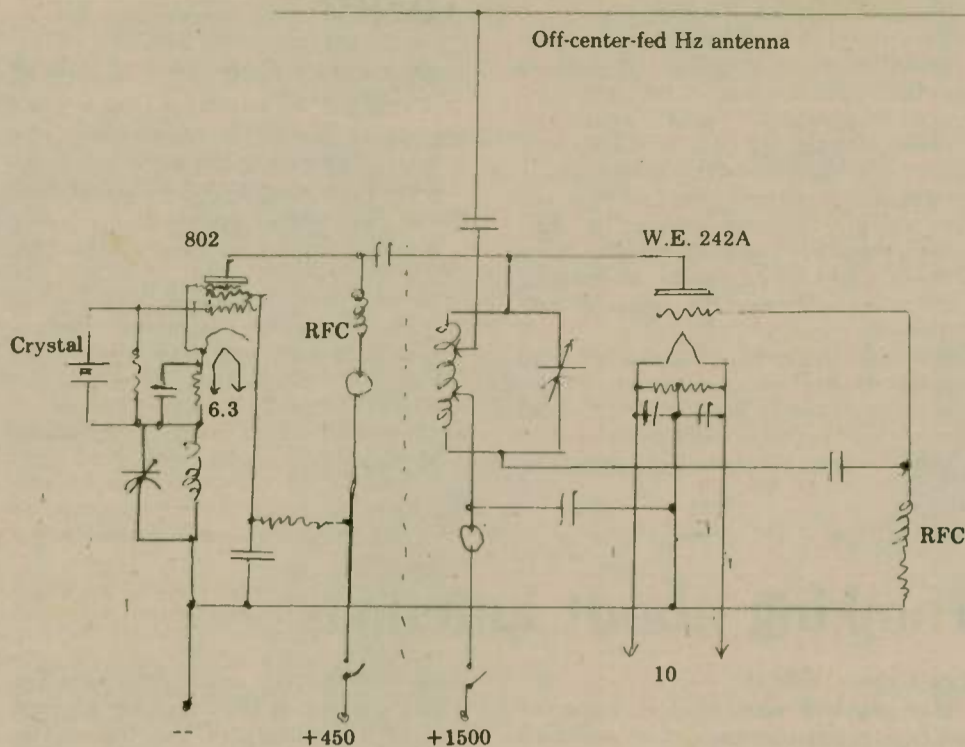 Off-center-fed Hz antenna
802
W.E. 242A
RFC
Crystal
6.3
RFC
10
--
+450
+1500